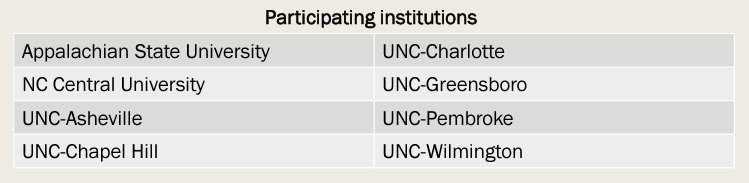 Participating institutions
Appalachian State University UNC-Charlotte
NC Central University UNC-Greensboro
UNC-Asheville UNC-Pembroke
UNC-Chapel Hill UNC-Wilmington